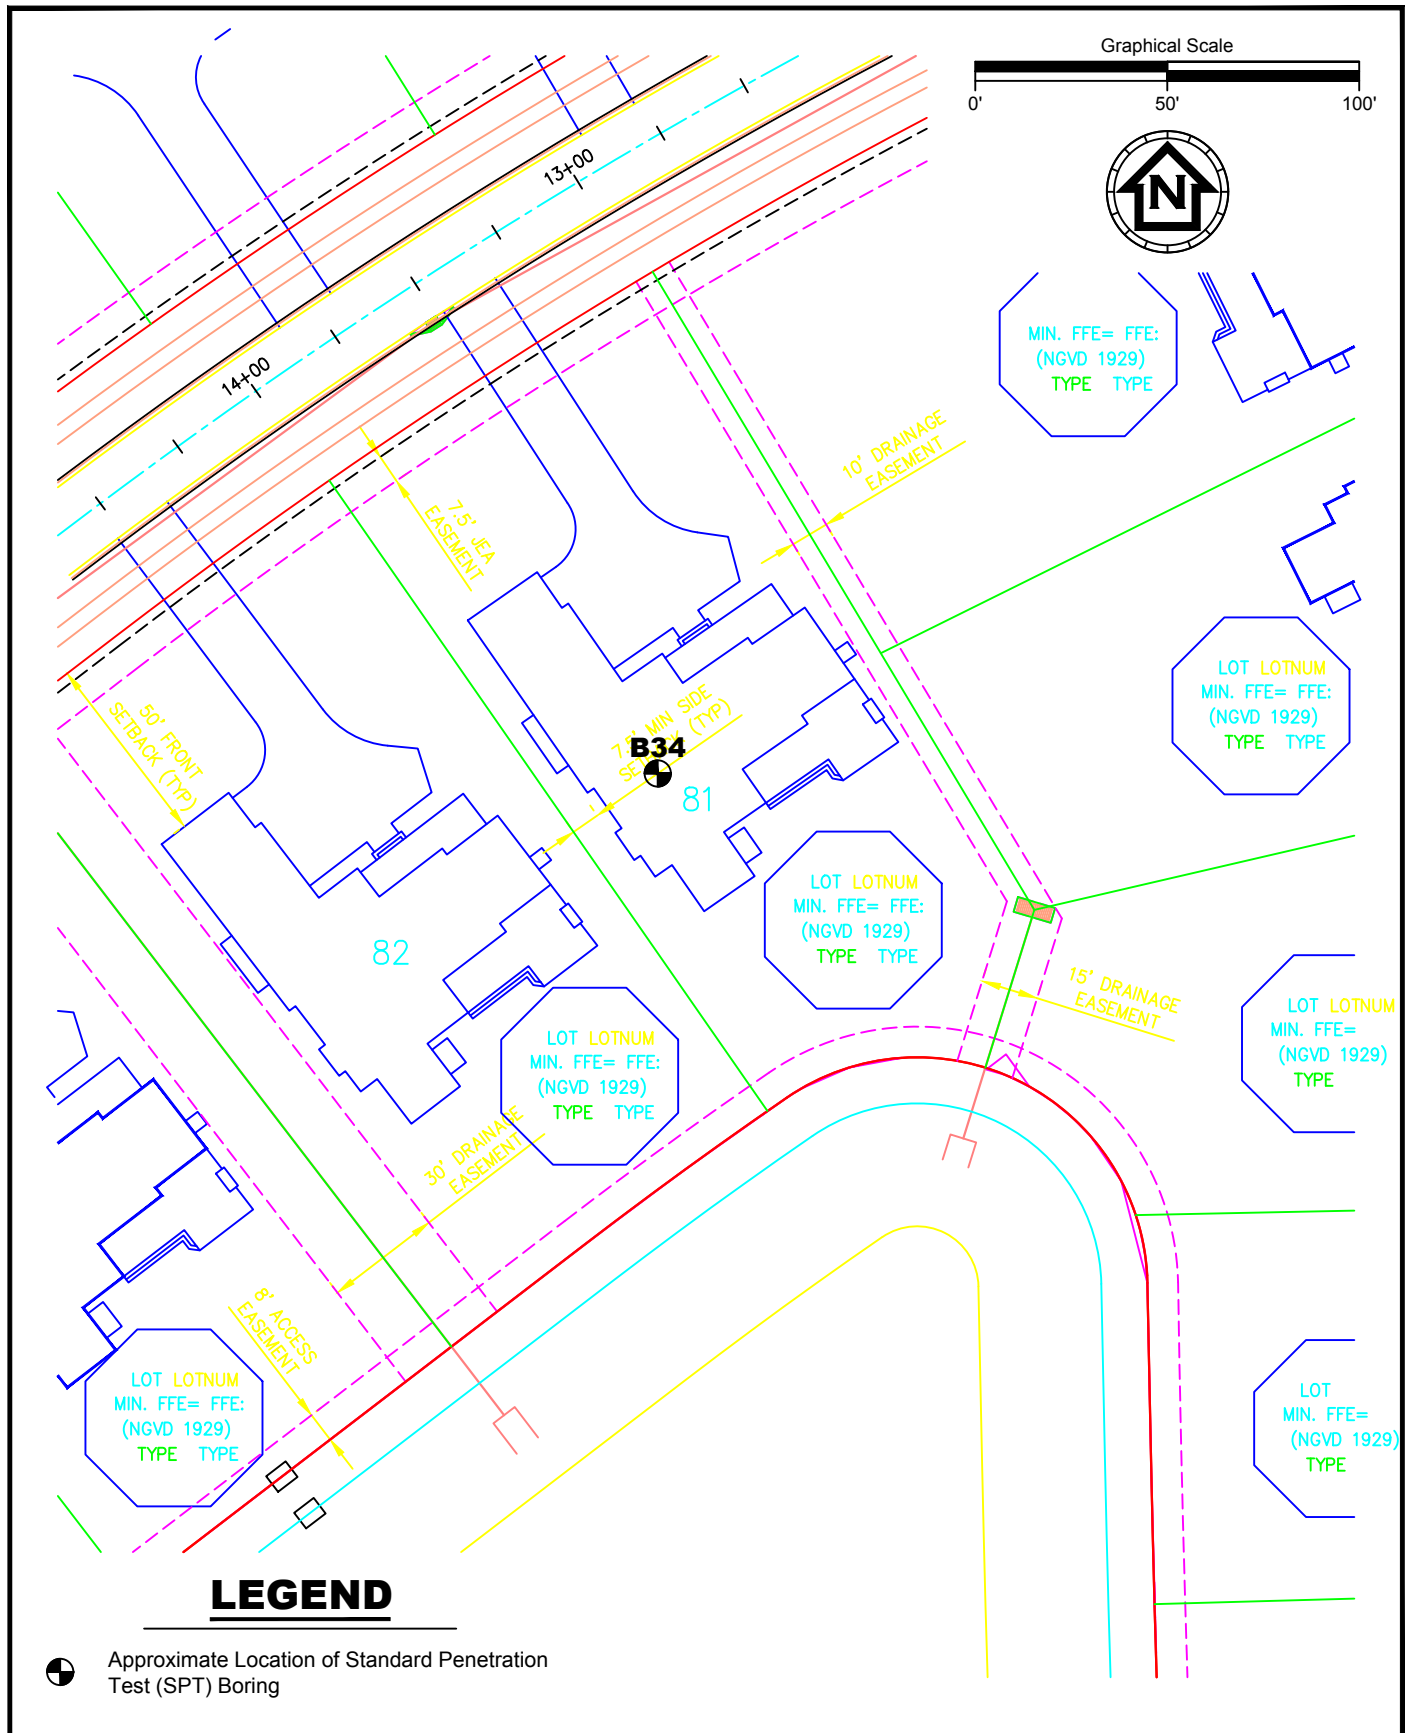 Graphical Scale
0' 50' 100'
N
13+00
14+00
MIN. FFE= FFE:
(NGVD 1929)
TYPE TYPE
10' DRAINAGE
EASEMENT
7.5' JEA
EASEMENT
50' FRONT
SETBACK (TYP)
7.5' MIN SIDE
(TYP)
B34
81
LOT LOTNUM
MIN. FFE= FFE:
(NGVD 1929)
TYPE TYPE
LOT LOTNUM
MIN. FFE= FFE:
(NGVD 1929)
TYPE TYPE
82
15' DRAINAGE
EASEMENT
LOT LOTNUM
MIN. FFE=
(NGVD 1929)
TYPE
LOT LOTNUM
MIN. FFE= FFE:
(NGVD 1929)
TYPE TYPE
30' DRAINAGE
EASEMENT
8' ACCESS
EASEMENT
LOT LOTNUM
MIN. FFE= FFE:
(NGVD 1929)
TYPE TYPE
LOT
MIN. FFE=
(NGVD 1929)
TYPE
LEGEND
Approximate Location of Standard Penetration
Test (SPT) Boring